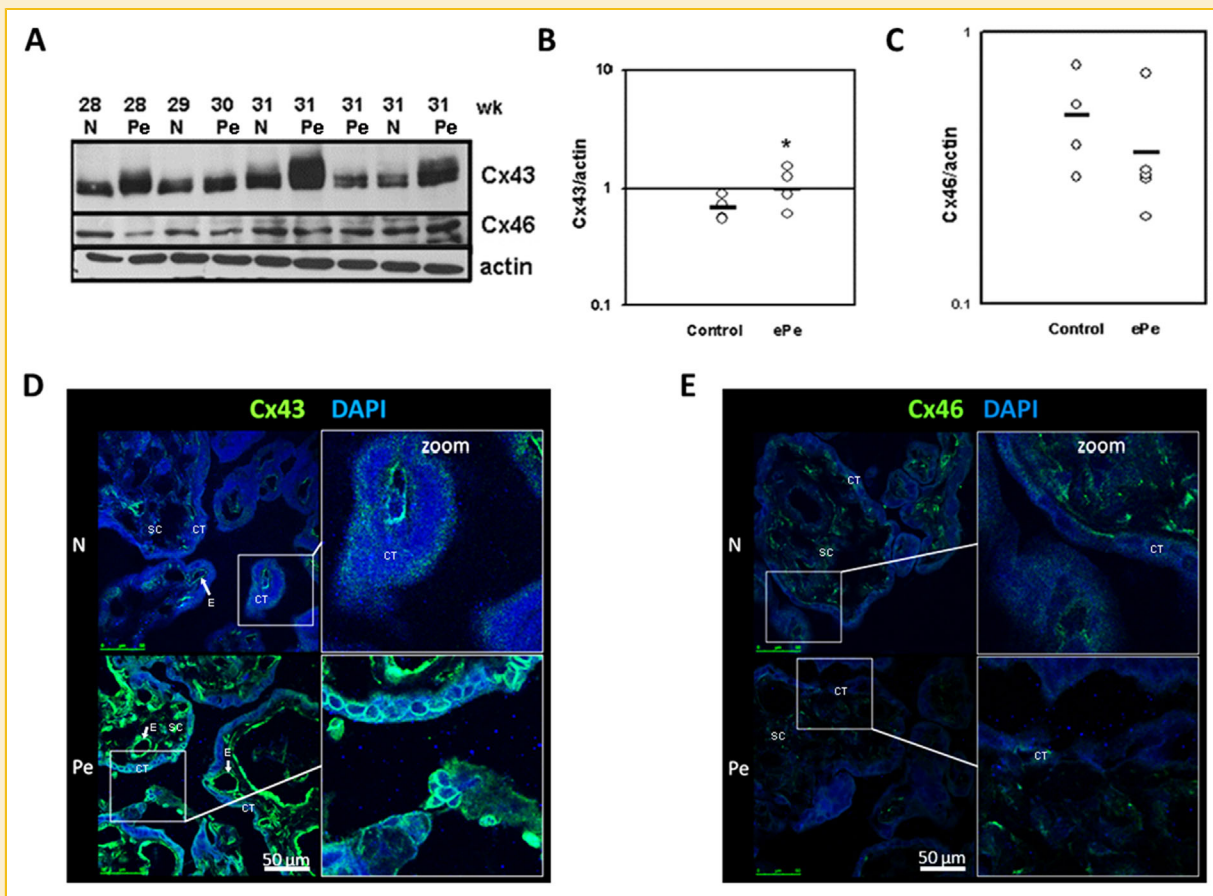 A
28 28 29 30 31 31 31 31 31 wk
N Pe N Pe N Pe Pe N Pe
Cx43
Cx46
actin
B
10
1
0.1
Cx43/actin
*
Control ePe
C
1
0.1
Cx46/actin
Control ePe
D
Cx43 DAPI
zoom
N
SC CT
E
CT
CT
Pe
E SC
CT
E
CT
50 µm
E
Cx46 DAPI
zoom
N
CT
SC
CT
Pe
CT
SC
CT
50 µm